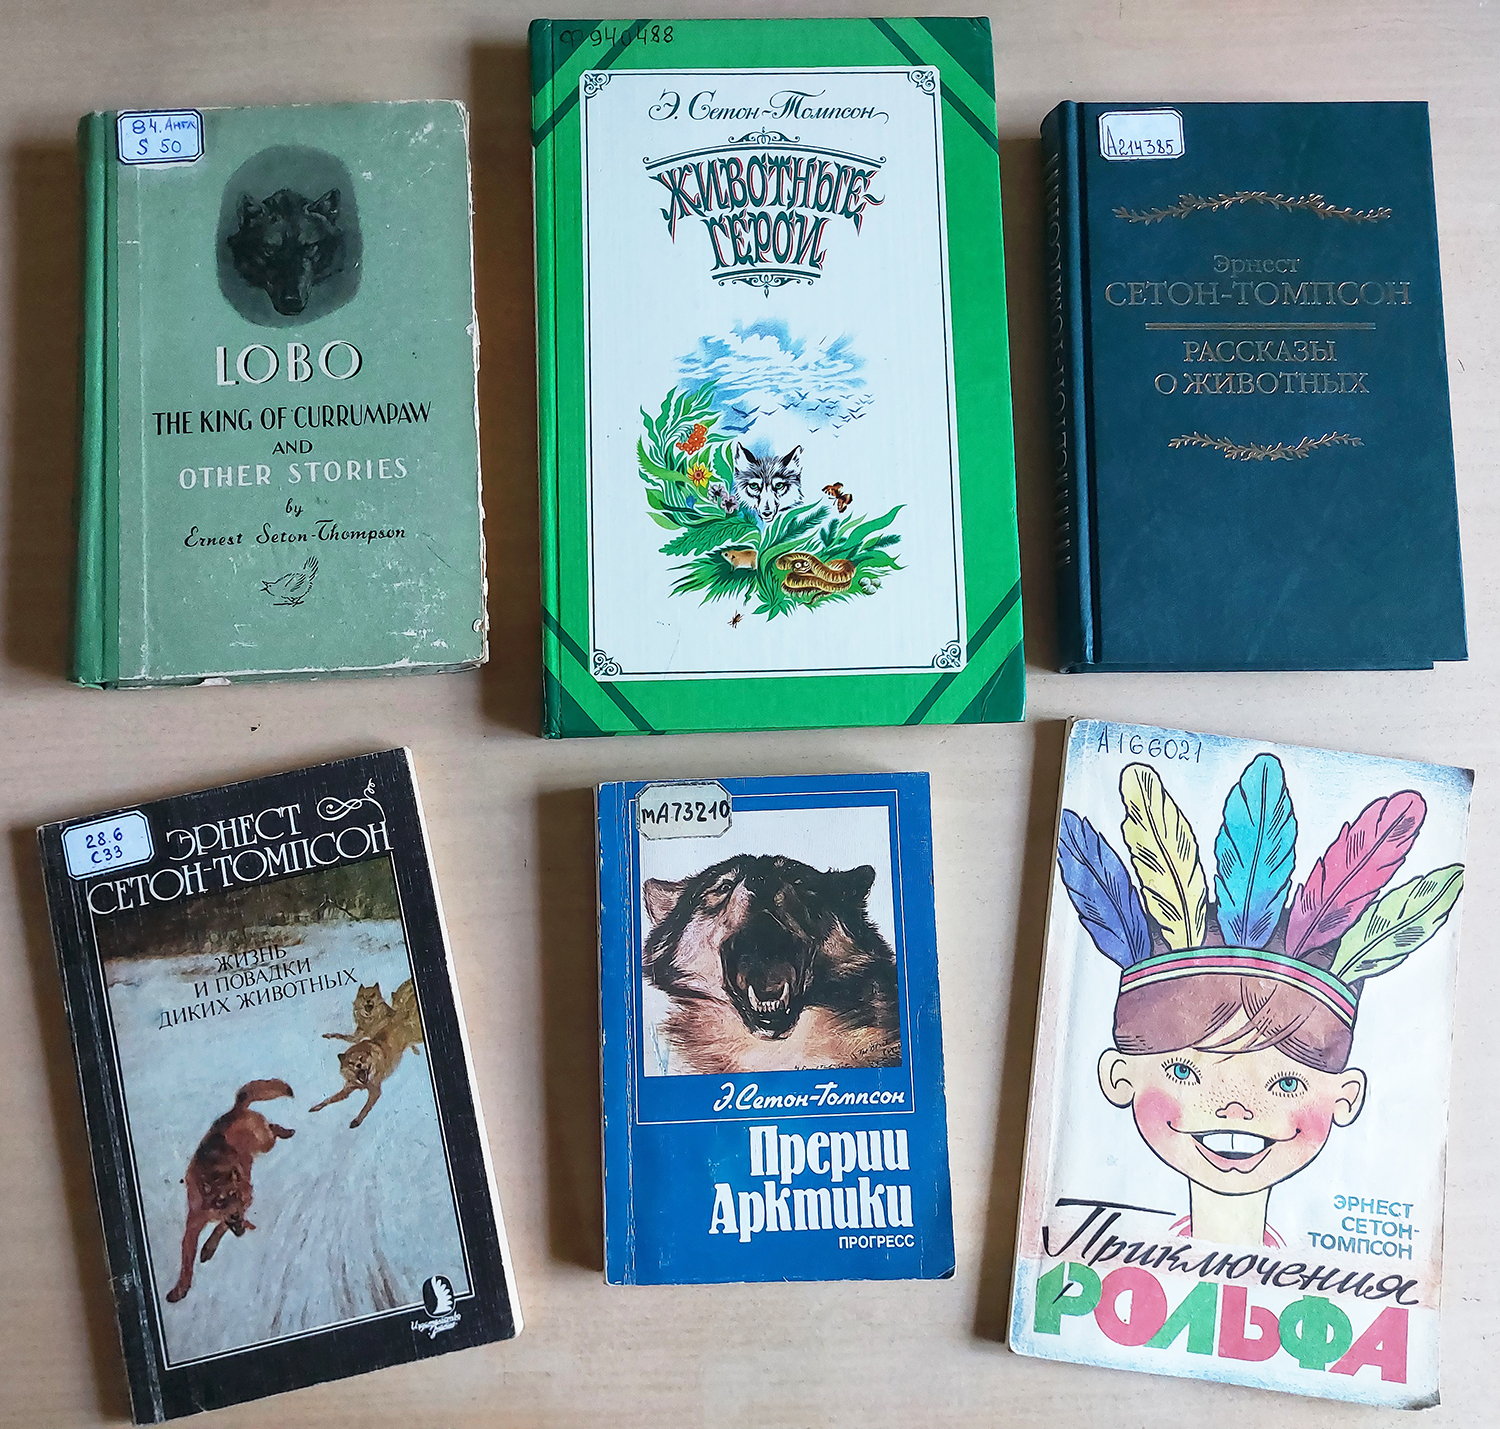 84. Англ
S 50
LOBO
THE KING OF CURRUMPAW
AND
OTHER STORIES
by
Ernest Seton-Thompson
Ф 940488
Э. Сетон-Томпсон
ЖИВОТНЫЕ-
ГЕРОИ
А214385
Эрнест
СЕТОН-ТОМПСОН
РАССКАЗЫ
О ЖИВОТНЫХ
28.6
С33
ЭРНЕСТ
СЕТОН-ТОМПСОН
ЖИЗНЬ
И ПОВАДКИ
ДИКИХ ЖИВОТНЫХ
мА73210
Э. Сетон-Томпсон
Прерии
Арктики
ПРОГРЕСС
А166021
ЭРНЕСТ
СЕТОН-
ТОМПСОН
Приключения
РОЛЬФА